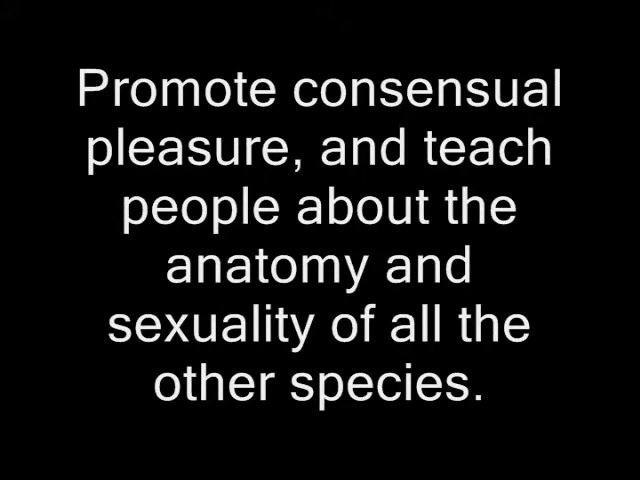 Promote consensual
pleasure, and teach
people about the
anatomy and
sexuality of all the
other species.